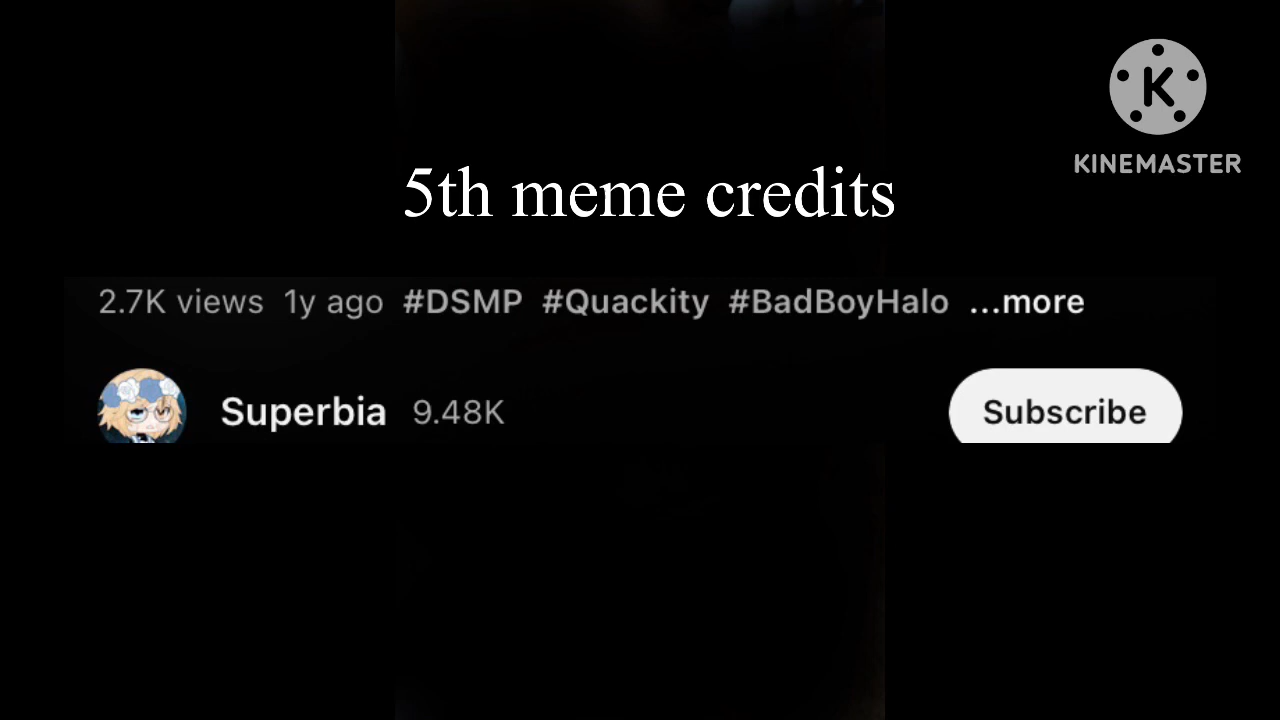 K
KINEMASTER
5th meme credits
2.7K views 1y ago #DSMP #Quackity #BadBoyHalo ...more
Superbia 9.48K Subscribe